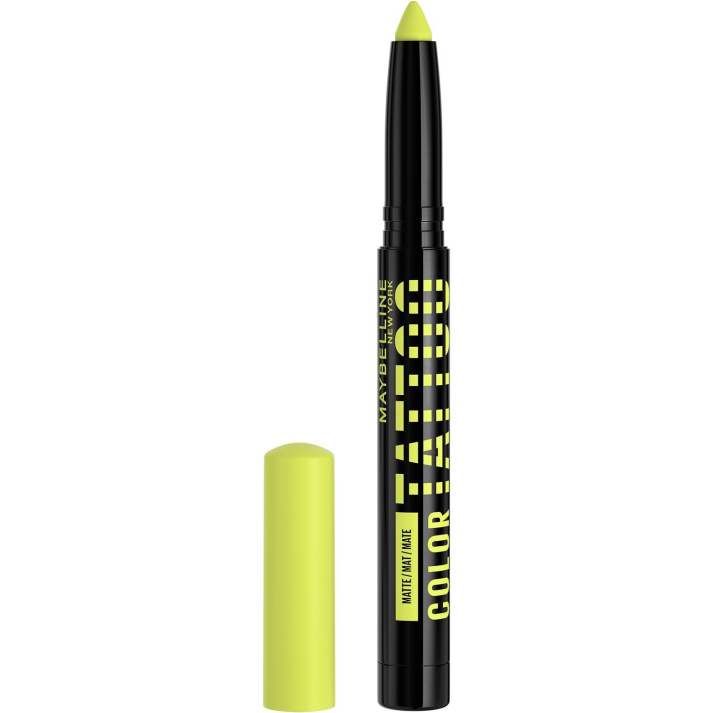 MAYBELLINE
NEW YORK
COLOR TATTOO
MATTE / MAT / MATE